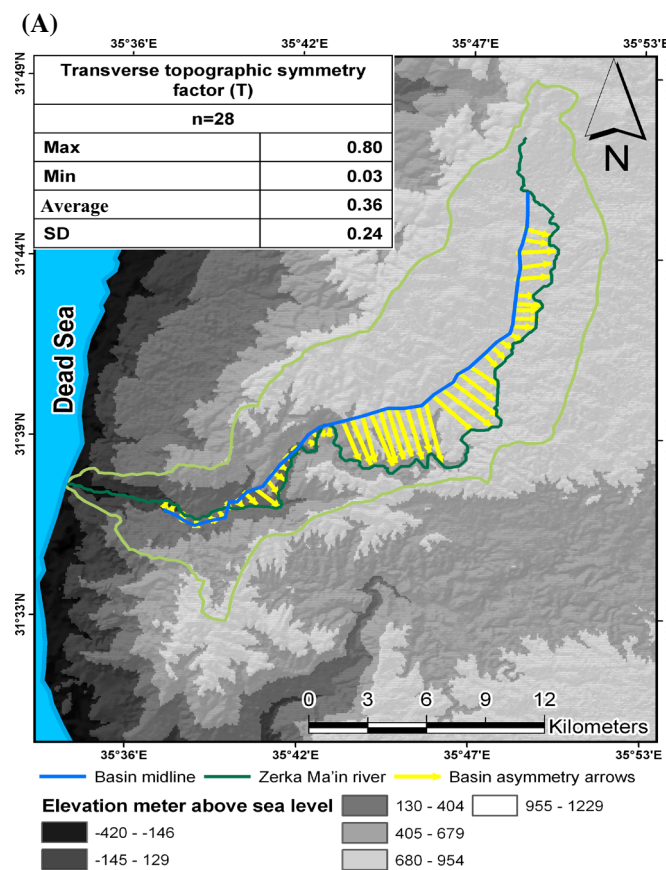 (A)
35°36'E 35°42'E 35°47'E 35°53'E
31°49'N
31°44'N
31°39'N
31°33'N
Transverse topographic symmetry
factor (T)
n=28
Max 0.80
Min 0.03
Average 0.36
SD 0.24
N
Dead Sea
0 3 6 9 12
Kilometers
35°36'E 35°42'E 35°47'E 35°53'E
Basin midline Zerka Ma'in river Basin asymmetry arrows
Elevation meter above sea level 130 - 404 955 - 1229
-420 - -146 405 - 679
-145 - 129 680 - 954